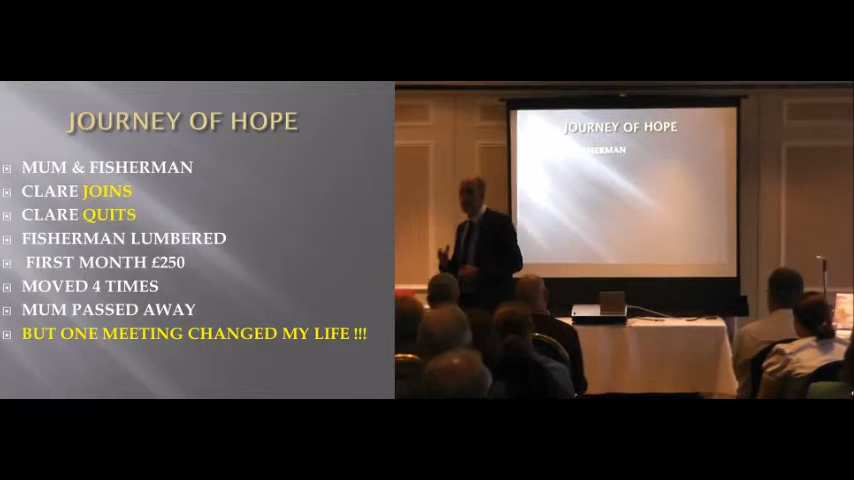 JOURNEY OF HOPE
MUM & FISHERMAN
CLARE JOINS
CLARE QUITS
FISHERMAN LUMBERED
FIRST MONTH £250
MOVED 4 TIMES
MUM PASSED AWAY
BUT ONE MEETING CHANGED MY LIFE !!!
JOURNEY OF HOPE